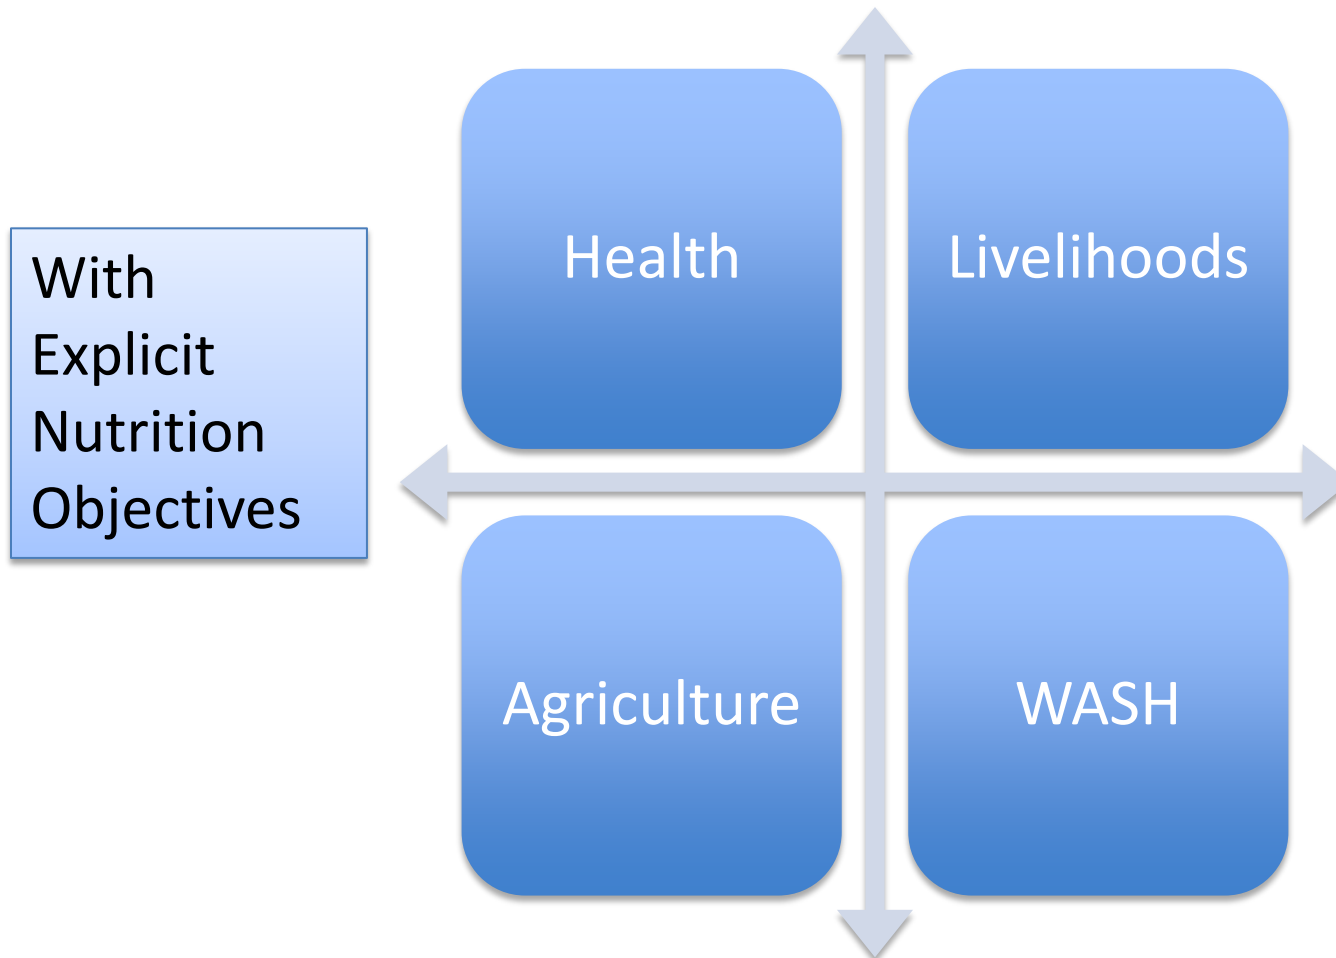 With
Explicit
Nutrition
Objectives
Health
Livelihoods
Agriculture
WASH